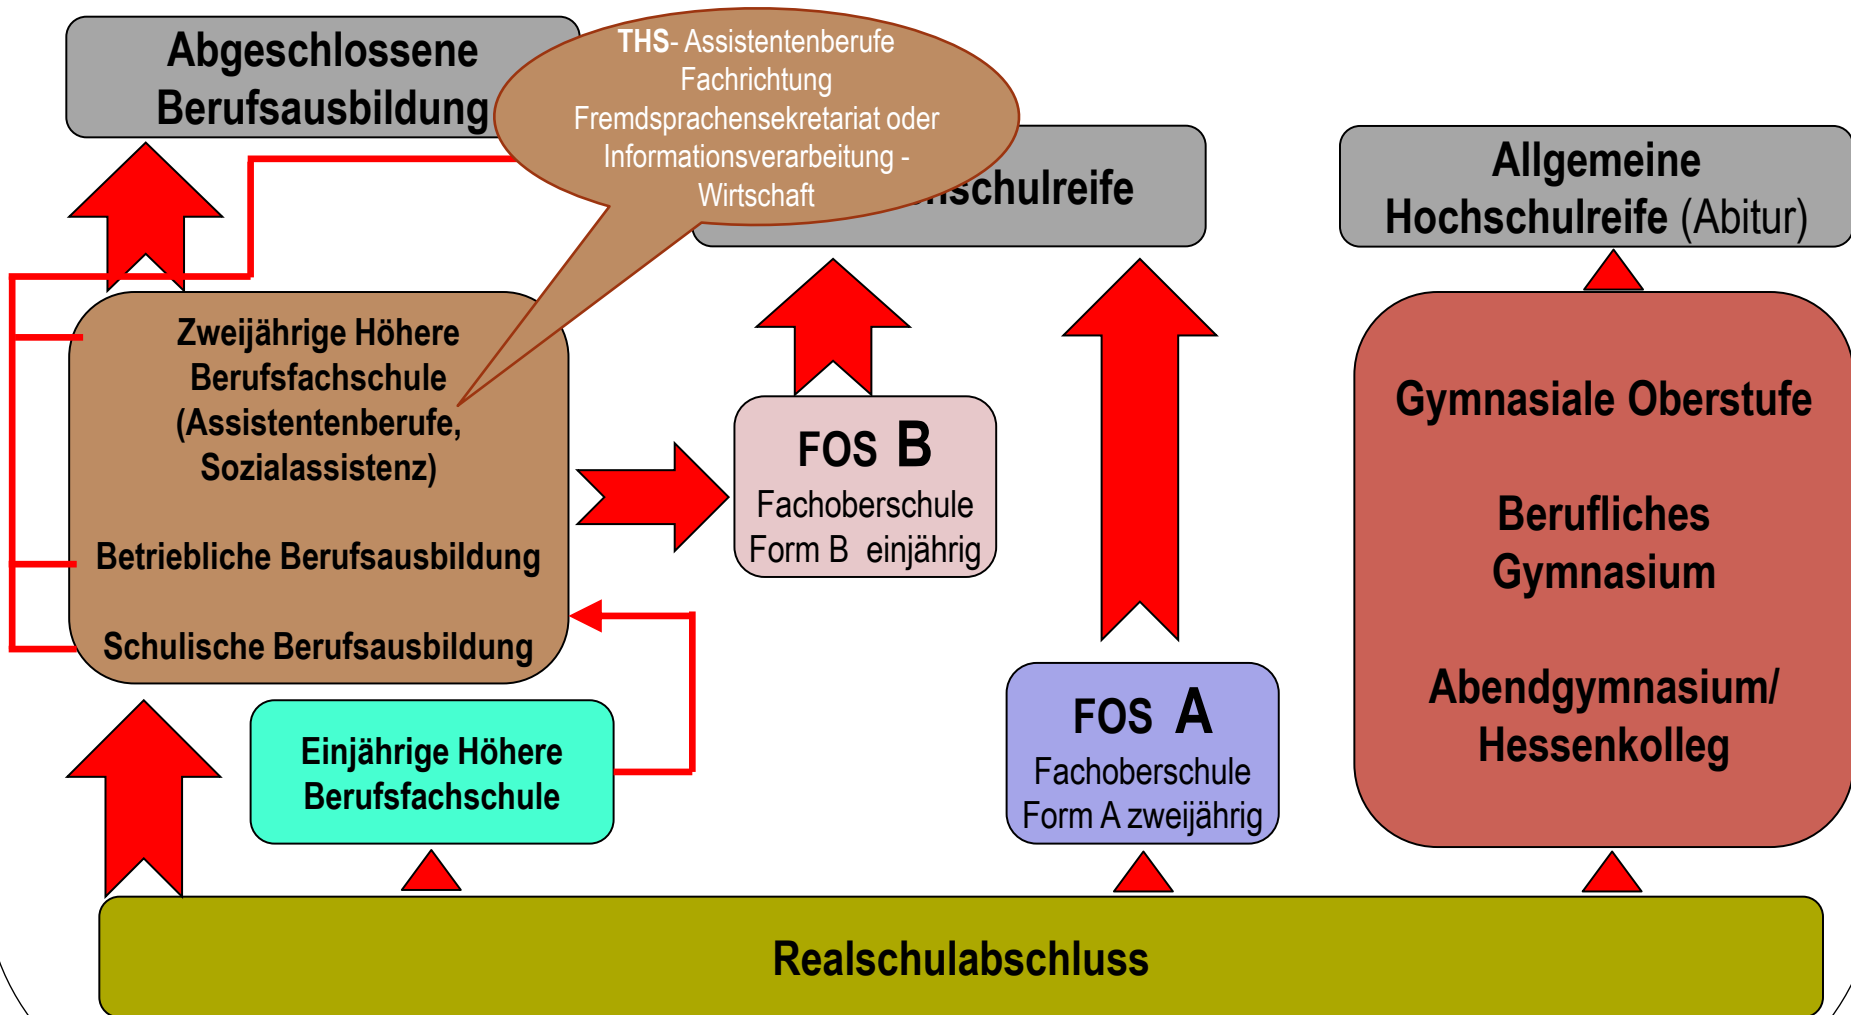 Abgeschlossene
Berufsausbildung
THS- Assistentenberufe
Fachrichtung
Fremdsprachensekretariat oder
Informationsverarbeitung -
Wirtschaft
Allgemeine
Hochschulreife (Abitur)
Zweijährige Höhere
Berufsfachschule
(Assistentenberufe,
Sozialassistenz)
Betriebliche Berufsausbildung
Schulische Berufsausbildung
FOS B
Fachoberschule
Form B einjährig
Gymnasiale Oberstufe
Berufliches
Gymnasium
Abendgymnasium/
Hessenkolleg
Einjährige Höhere
Berufsfachschule
FOS A
Fachoberschule
Form A zweijährig
Realschulabschluss